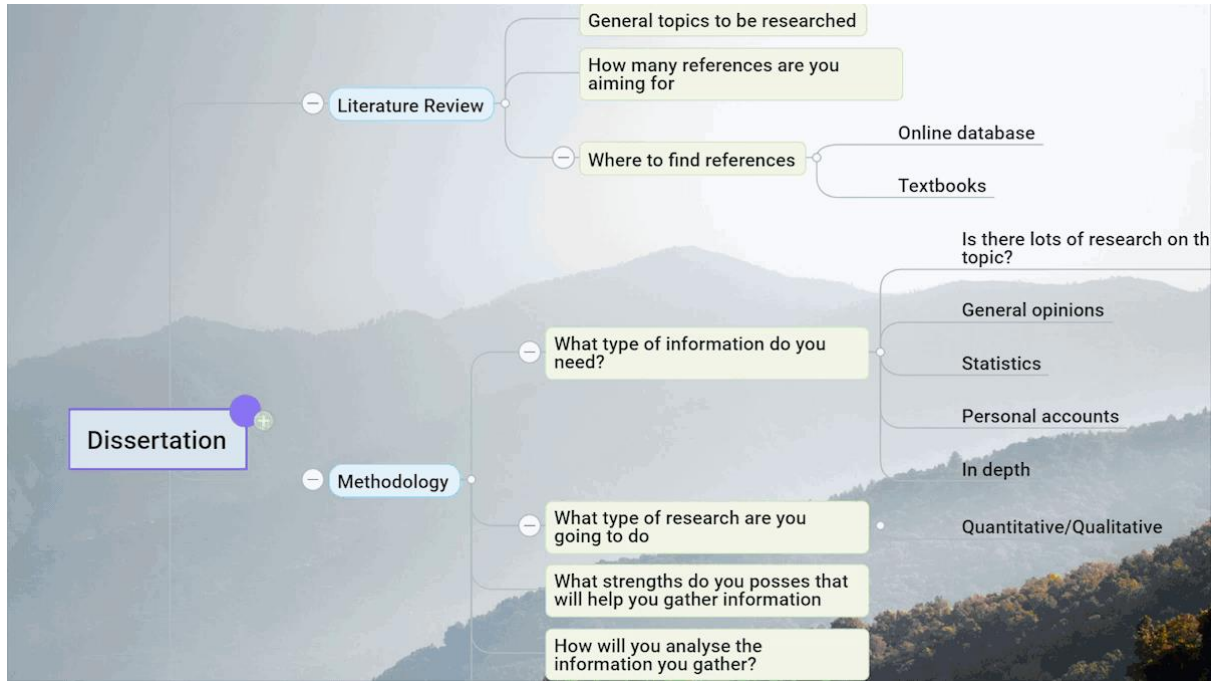 General topics to be researched
How many references are you
aiming for
Literature Review
Where to find references
Online database
Textbooks
Is there lots of research on th
topic?
General opinions
What type of information do you
need?
Statistics
Personal accounts
Dissertation
In depth
Methodology
What type of research are you
going to do
Quantitative/Qualitative
What strengths do you posses that
will help you gather information
How will you analyse the
information you gather?